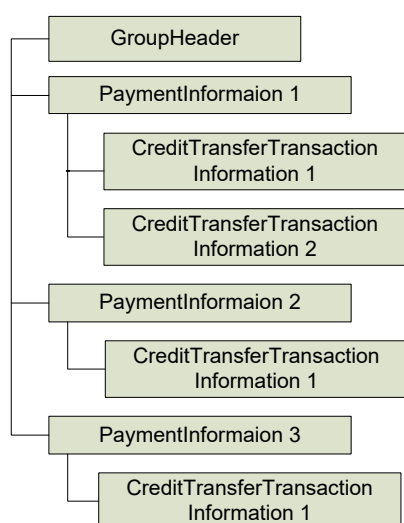 GroupHeader
PaymentInformaion 1
CreditTransferTransaction
Information 1
CreditTransferTransaction
Information 2
PaymentInformaion 2
CreditTransferTransaction
Information 1
PaymentInformaion 3
CreditTransferTransaction
Information 1